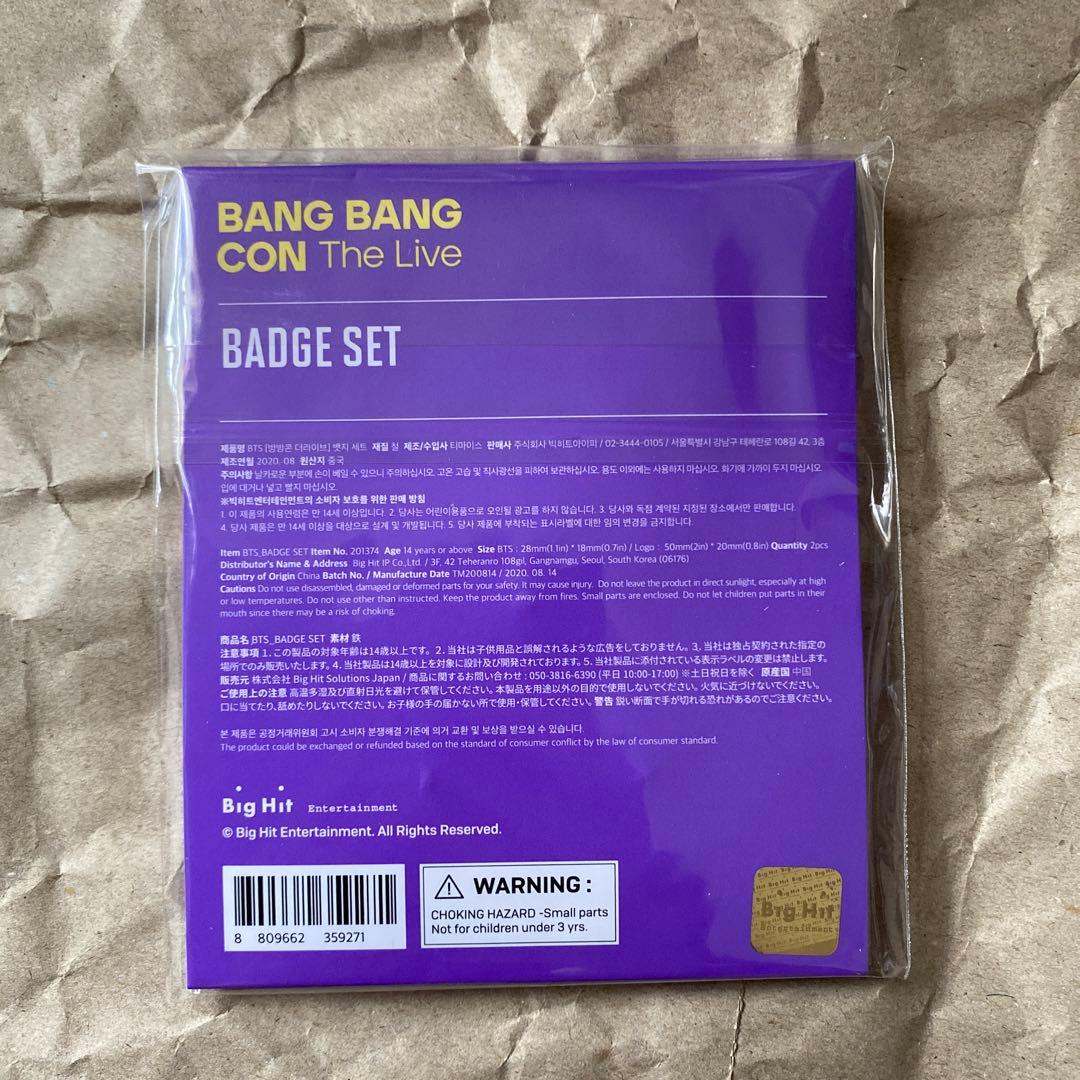 BANG BANG
CON The Live
BADGE SET
제품명 BTS [방방콘 더라이브] 뱃지 세트 재질 철 제조/수입사 티마이스 판매사 주식회사 빅히트아이피 / 02-3444-0105 / 서울특별시 강남구 테헤란로 108길 42, 3층
제조연월 2020. 08 원산지 중국
주의사항 날카로운 부분에 손이 베일 수 있으니 주의하십시오. 고온 고습 및 직사광선을 피하여 보관하십시오. 용도 이외에는 사용하지 마십시오. 화기에 가까이 두지 마십시오.
입에 대거나 넣고 빨지 마십시오.
※빅히트엔터테인먼트의 소비자 보호를 위한 판매 방침
1. 이 제품의 사용연령은 만 14세 이상입니다. 2. 당사는 어린이용품으로 오인될 광고를 하지 않습니다. 3. 당사와 독점 계약된 지정된 장소에서만 판매합니다.
4. 당사 제품은 만 14세 이상을 대상으로 설계 및 개발됩니다. 5. 당사 제품에 부착되는 표시라벨에 대한 임의 변경을 금지합니다.
Item BTS_BADGE SET Item No. 201374 Age 14 years or above Size BTS : 28mm(1.1in) * 18mm(0.7in) / Logo : 50mm(2in) * 20mm(0.8in) Quantity 2pcs
Distributor's Name & Address Big Hit IP Co.,Ltd. / 3F, 42 Teheranro 108gil, Gangnamgu, Seoul, South Korea (06176)
Country of Origin China Batch No. / Manufacture Date TM200814 / 2020. 08. 14
Cautions Do not use disassembled, damaged or deformed parts for your safety. It may cause injury. Do not leave the product in direct sunlight, especially at high
or low temperatures. Do not use other than instructed. Keep the product away from fires. Small parts are enclosed. Do not let children put parts in their
mouth since there may be a risk of choking.
商品名 BTS_BADGE SET 素材 鉄
注意事項 1. この製品の対象年齢は14歳以上です。 2. 当社は子供用品と誤解されるような広告をしておりません。 3. 当社は独占契約された指定の
場所でのみ販売いたします。 4. 当社製品は14歳以上を対象に設計及び開発されております。 5. 当社製品に添付されている表示ラベルの変更は禁止します。
販売元 株式会社 Big Hit Solutions Japan / 商品に関するお問い合わせ : 050-3816-6390 (平日 10:00-17:00) ※土日祝日を除く 原産国 中国
ご使用上の注意 高温多湿及び直射日光を避けて保管してください。本製品を用途以外の目的で使用しないでください。火気に近づけないでください。
口に当てたり、舐めたりしないでください。お子様の手の届かない所で使用・保管してください。 警告 鋭い断面で手が切れる恐れがあるのでご注意ください。
본 제품은 공정거래위원회 고시 소비자 분쟁해결 기준에 의거 교환 및 보상을 받으실 수 있습니다.
The product could be exchanged or refunded based on the standard of consumer conflict by the law of consumer standard.
Big Hit Entertainment
© Big Hit Entertainment. All Rights Reserved.
8 809662 359271
WARNING :
CHOKING HAZARD -Small parts
Not for children under 3 yrs.
Big Hit
Entertainment